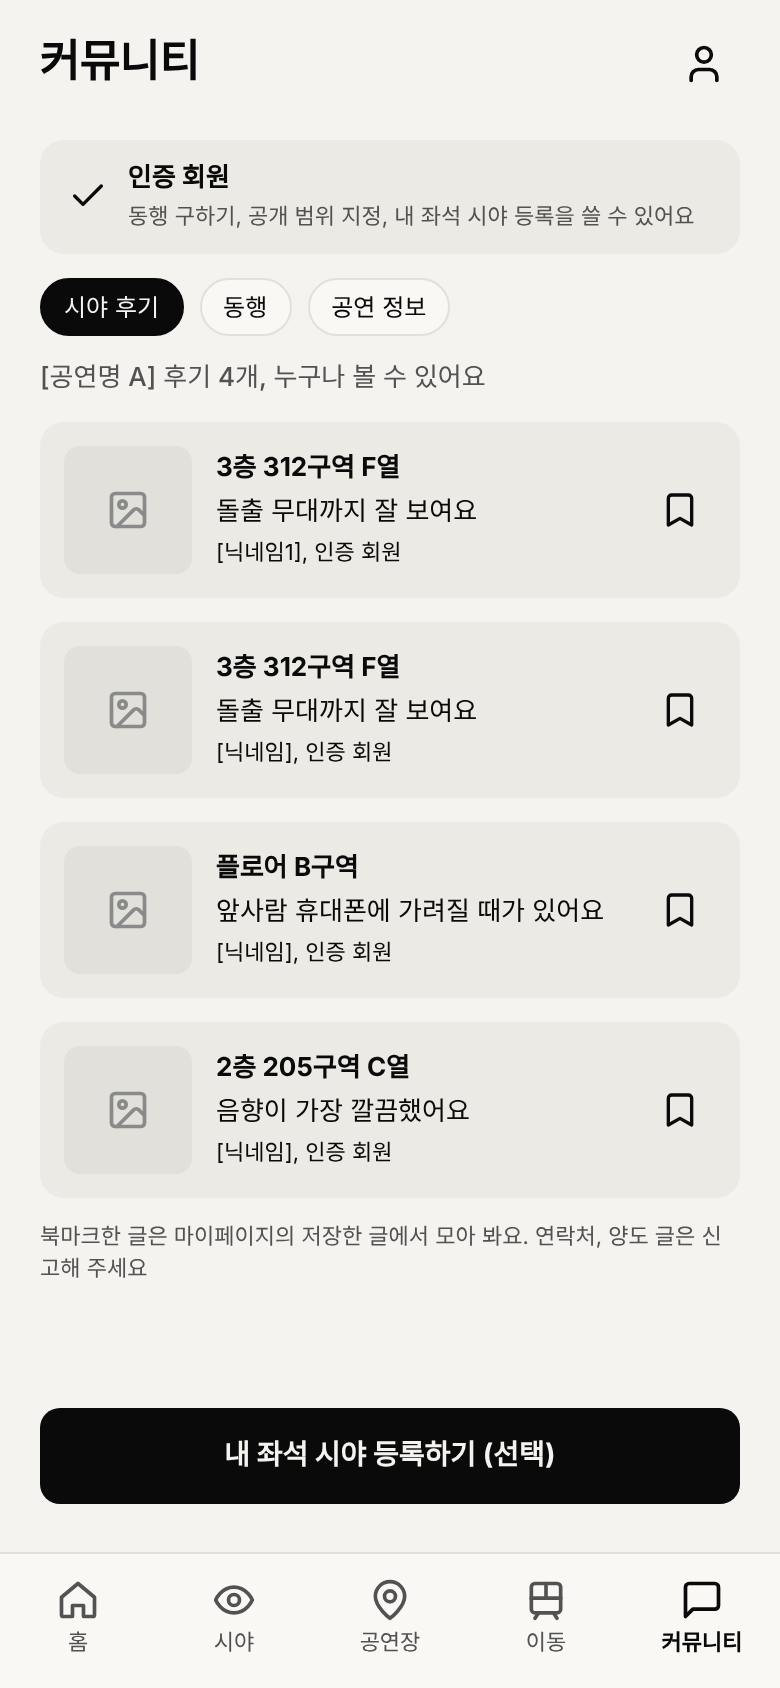 커뮤니티
인증 회원
동행 구하기, 공개 범위 지정, 내 좌석 시야 등록을 쓸 수 있어요
시야 후기
동행
공연 정보
[공연명 A] 후기 4개, 누구나 볼 수 있어요
3층 312구역 F열
돌출 무대까지 잘 보여요
[닉네임1], 인증 회원
3층 312구역 F열
돌출 무대까지 잘 보여요
[닉네임], 인증 회원
플로어 B구역
앞사람 휴대폰에 가려질 때가 있어요
[닉네임], 인증 회원
2층 205구역 C열
음향이 가장 깔끔했어요
[닉네임], 인증 회원
북마크한 글은 마이페이지의 저장한 글에서 모아 봐요. 연락처, 양도 글은 신
고해 주세요
내 좌석 시야 등록하기 (선택)
홈
시야
공연장
이동
커뮤니티